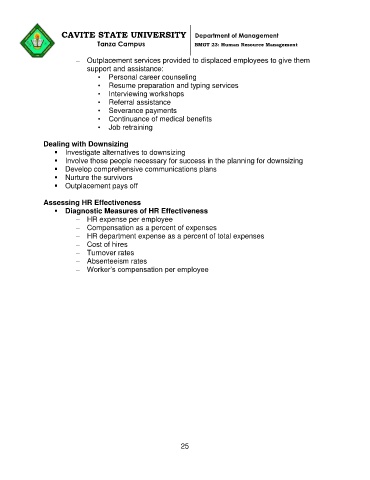 CAVITE STATE UNIVERSITY
Tanza Campus
Department of Management
BMGT 23: Human Resource Management
– Outplacement services provided to displaced employees to give them
support and assistance:
• Personal career counseling
• Resume preparation and typing services
• Interviewing workshops
• Referral assistance
• Severance payments
• Continuance of medical benefits
• Job retraining
Dealing with Downsizing
▪ Investigate alternatives to downsizing
▪ Involve those people necessary for success in the planning for downsizing
▪ Develop comprehensive communications plans
▪ Nurture the survivors
▪ Outplacement pays off
Assessing HR Effectiveness
▪ Diagnostic Measures of HR Effectiveness
– HR expense per employee
– Compensation as a percent of expenses
– HR department expense as a percent of total expenses
– Cost of hires
– Turnover rates
– Absenteeism rates
– Worker's compensation per employee
25